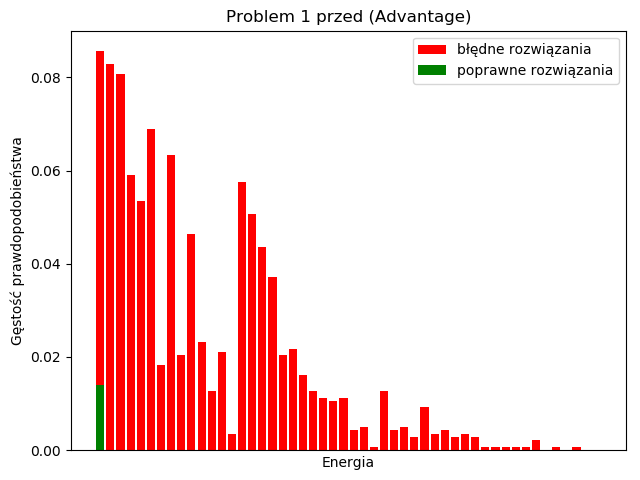 Problem 1 przed (Advantage)
błędne rozwiązania
poprawne rozwiązania
Gęstość prawdopodobieństwa
0.08
0.06
0.04
0.02
0.00
Energia